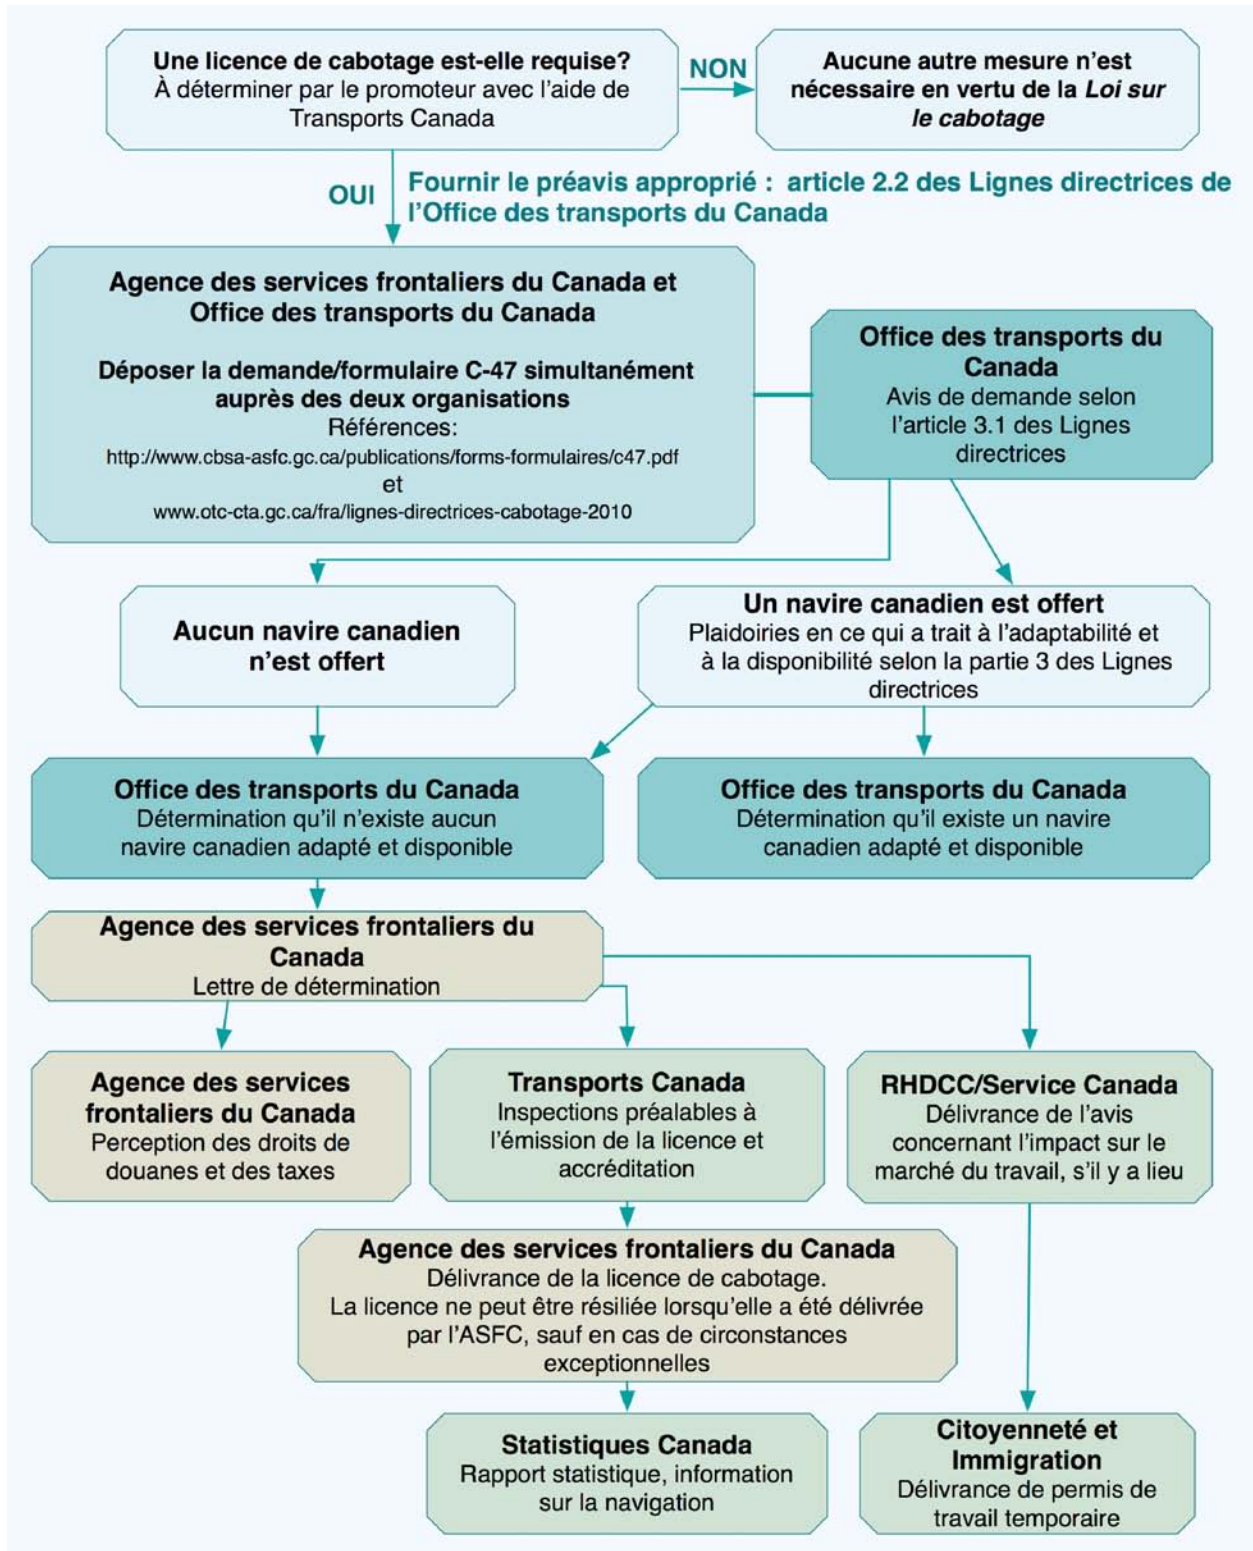 Une licence de cabotage est-elle requise?
À déterminer par le promoteur avec l'aide de
Transports Canada
NON
Aucune autre mesure n'est
nécessaire en vertu de la Loi sur
le cabotage
OUI
Fournir le préavis approprié : article 2.2 des Lignes directrices de
l'Office des transports du Canada
Agence des services frontaliers du Canada et
Office des transports du Canada
Déposer la demande/formulaire C-47 simultanément
auprès des deux organisations
Références:
http://www.cbsa-asfc.gc.ca/publications/forms-formulaires/c47.pdf
et
www.otc-cta.gc.ca/fra/lignes-directrices-cabotage-2010
Office des transports du
Canada
Avis de demande selon
l'article 3.1 des Lignes
directrices
Aucun navire canadien
n'est offert
Un navire canadien est offert
Plaidoiries en ce qui a trait à l'adaptabilité et
à la disponibilité selon la partie 3 des Lignes
directrices
Office des transports du Canada
Détermination qu'il n'existe aucun
navire canadien adapté et disponible
Office des transports du Canada
Détermination qu'il existe un navire
canadien adapté et disponible
Agence des services frontaliers du
Canada
Lettre de détermination
Agence des services
frontaliers du Canada
Perception des droits de
douanes et des taxes
Transports Canada
Inspections préalables à
l'émission de la licence et
accréditation
RHDCC/Service Canada
Délivrance de l'avis
concernant l'impact sur le
marché du travail, s'il y a lieu
Agence des services frontaliers du Canada
Délivrance de la licence de cabotage.
La licence ne peut être résiliée lorsqu'elle a été délivrée
par l'ASFC, sauf en cas de circonstances
exceptionnelles
Statistiques Canada
Rapport statistique, information
sur la navigation
Citoyenneté et
Immigration
Délivrance de permis de
travail temporaire